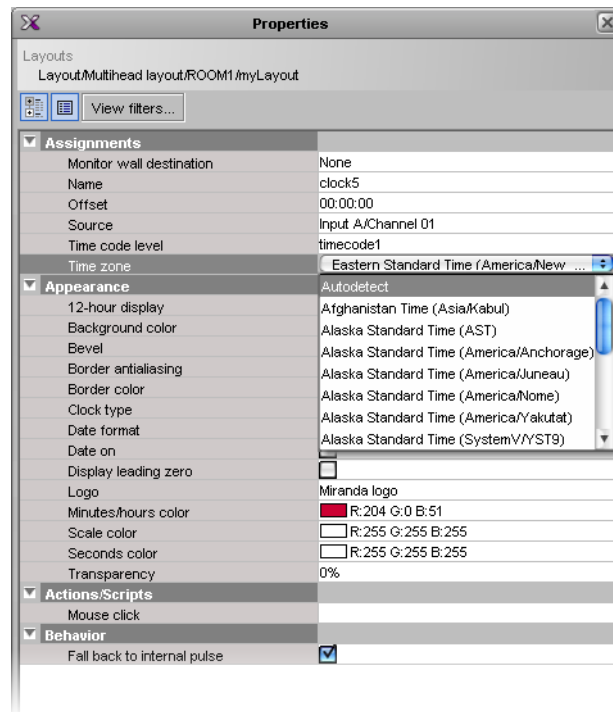 Properties
Layouts
Layout/Multihead layout/ROOM1/myLayout
View filters...
Assignments
Monitor wall destination None
Name clock5
Offset 00:00:00
Source Input A/Channel 01
Time code level timecode1
Time zone Eastern Standard Time (America/New ...
Appearance Autodetect
12-hour display Afghanistan Time (Asia/Kabul)
Background color Alaska Standard Time (AST)
Bevel Alaska Standard Time (America/Anchorage)
Border antialiasing Alaska Standard Time (America/Juneau)
Border color Alaska Standard Time (America/Nome)
Clock type Alaska Standard Time (America/Yakutat)
Date format Alaska Standard Time (SystemV/YST9)
Date on
Display leading zero
Logo Miranda logo
Minutes/hours color R:204 G:0 B:51
Scale color R:255 G:255 B:255
Seconds color R:255 G:255 B:255
Transparency 0%
Actions/Scripts
Mouse click
Behavior
Fall back to internal pulse